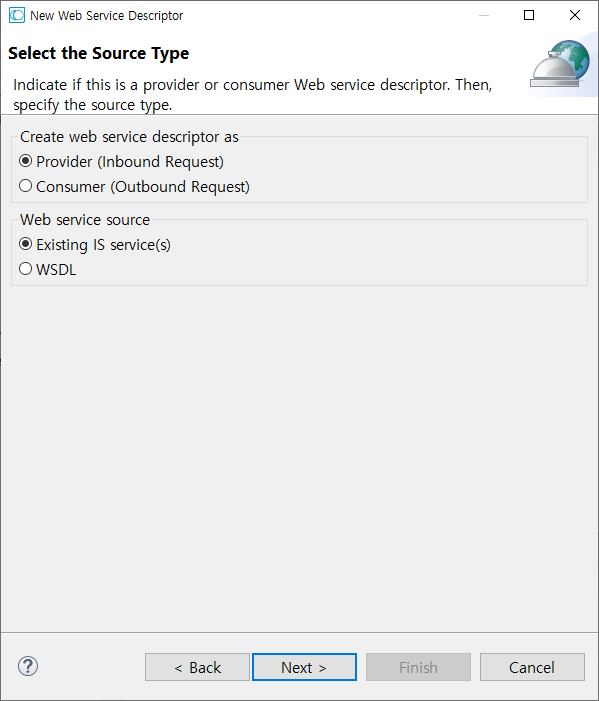 New Web Service Descriptor
Select the Source Type
Indicate if this is a provider or consumer Web service descriptor. Then,
specify the source type.
Create web service descriptor as
Provider (Inbound Request)
Consumer (Outbound Request)
Web service source
Existing IS service(s)
WSDL
?
< Back
Next >
Finish
Cancel